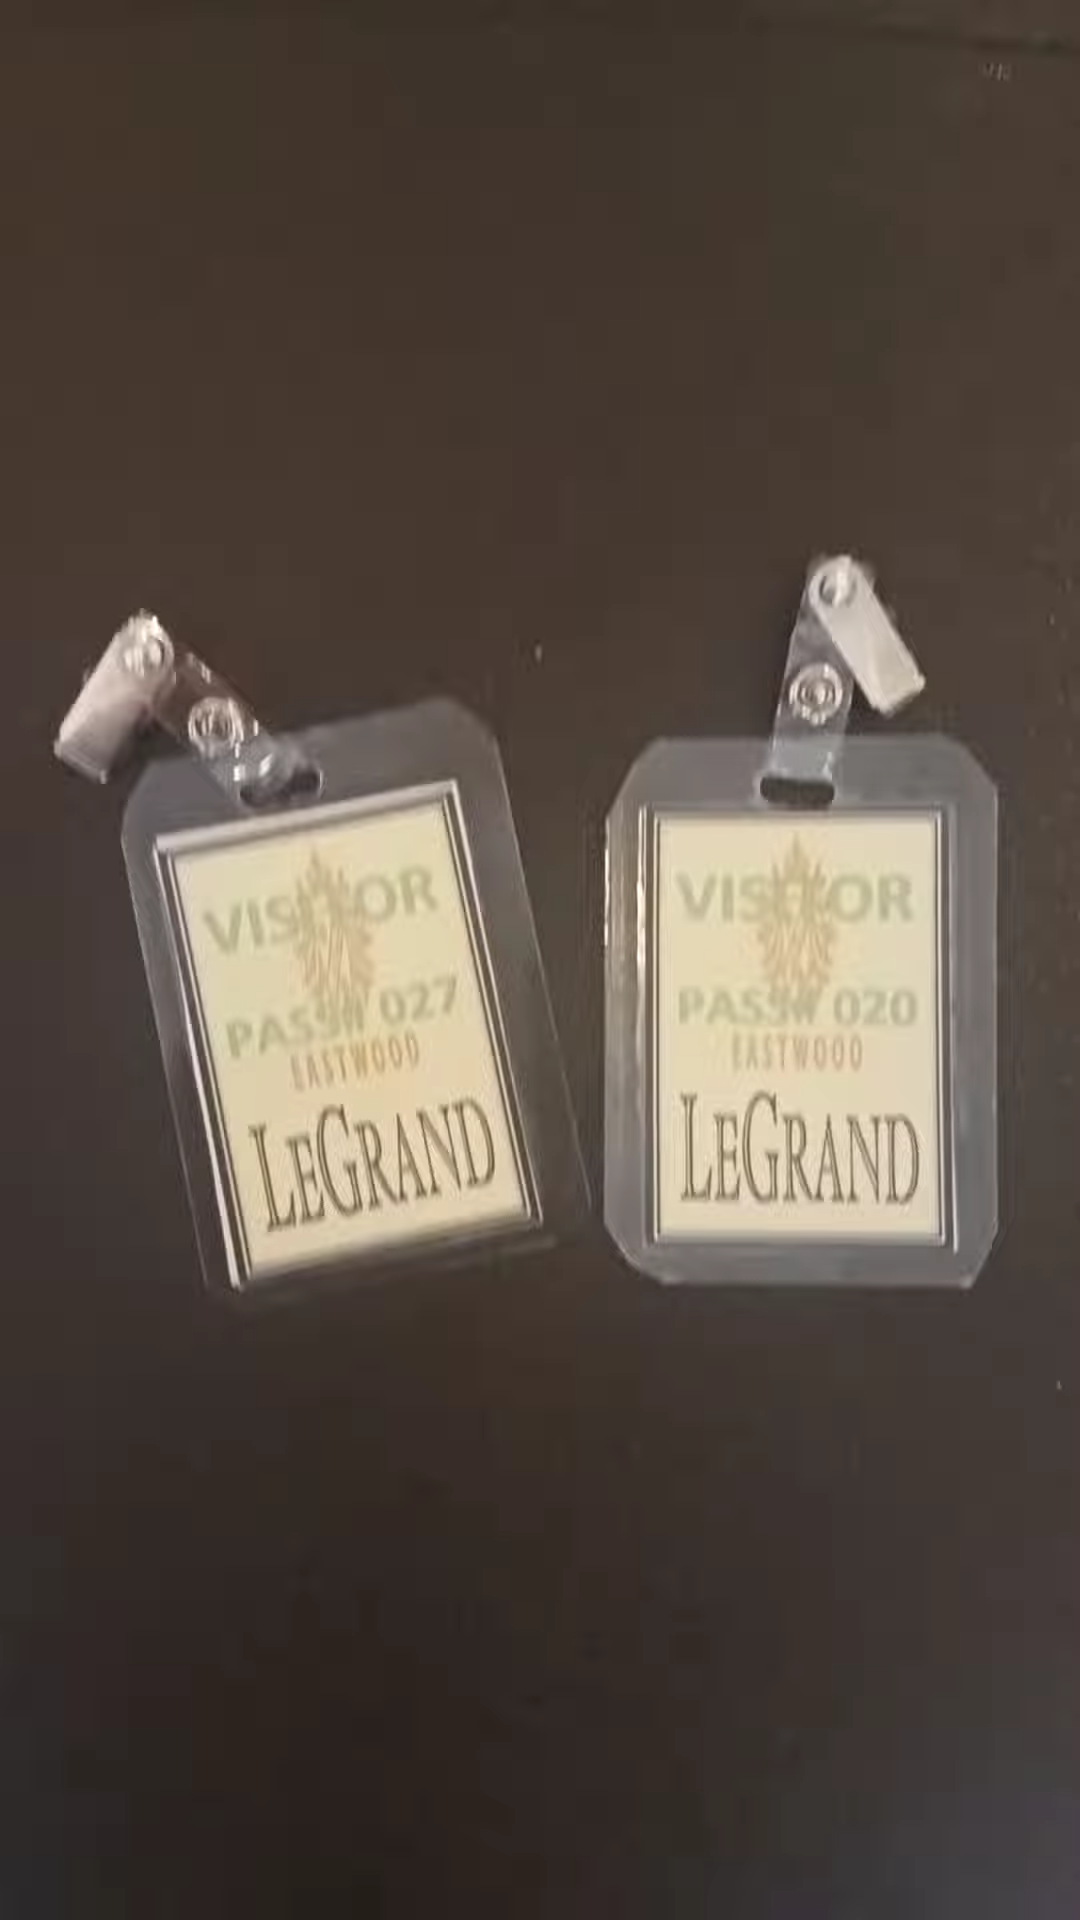 VISITOR
PASS# 027
EASTWOOD
LEGRAND
VISITOR
PASS# 020
EASTWOOD
LEGRAND